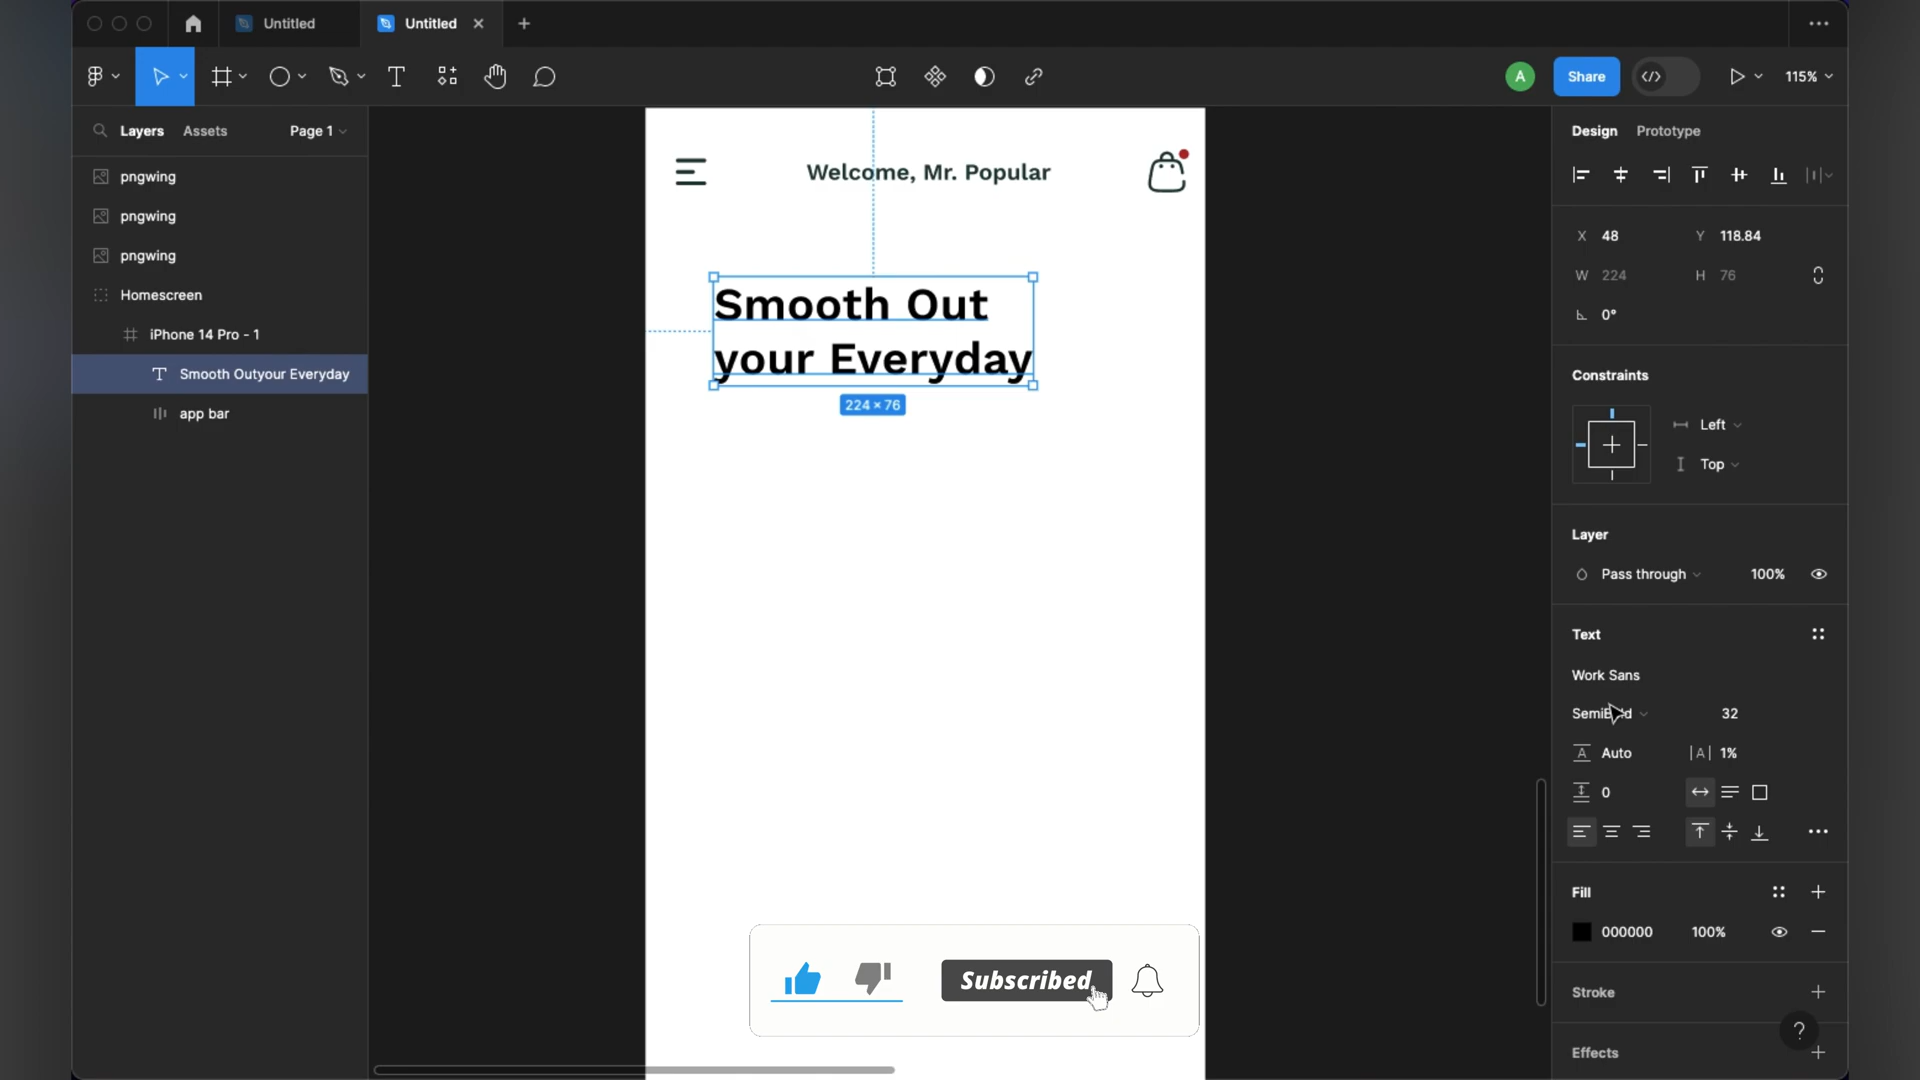 Untitled
Untitled
A
Share
115%
Layers
Assets
Page 1
pngwing
pngwing
pngwing
Homescreen
iPhone 14 Pro - 1
Smooth Outyour Everyday
app bar
Welcome, Mr. Popular
Smooth Out
your Everyday
224 × 76
Subscribed
Design
Prototype
X 48
Y 118.84
W 224
H 76
0°
Constraints
Left
Top
Layer
Pass through
100%
Text
Work Sans
32
Auto
1%
0
Fill
000000
100%
Stroke
?
Effects